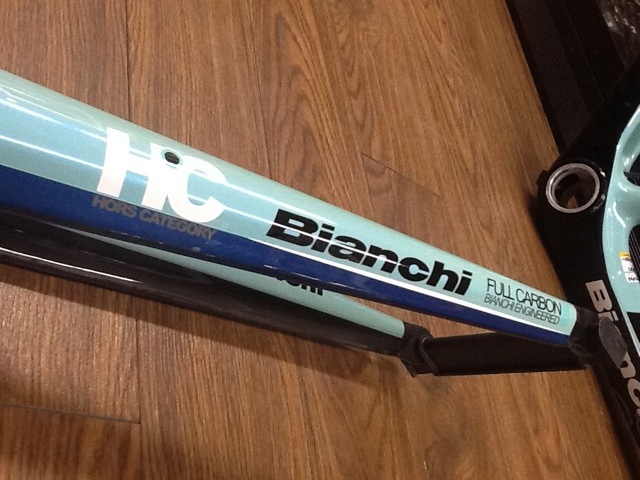 HC
HORS CATEGORY
Bianchi
FULL CARBON
BIANCHI ENGINEERED